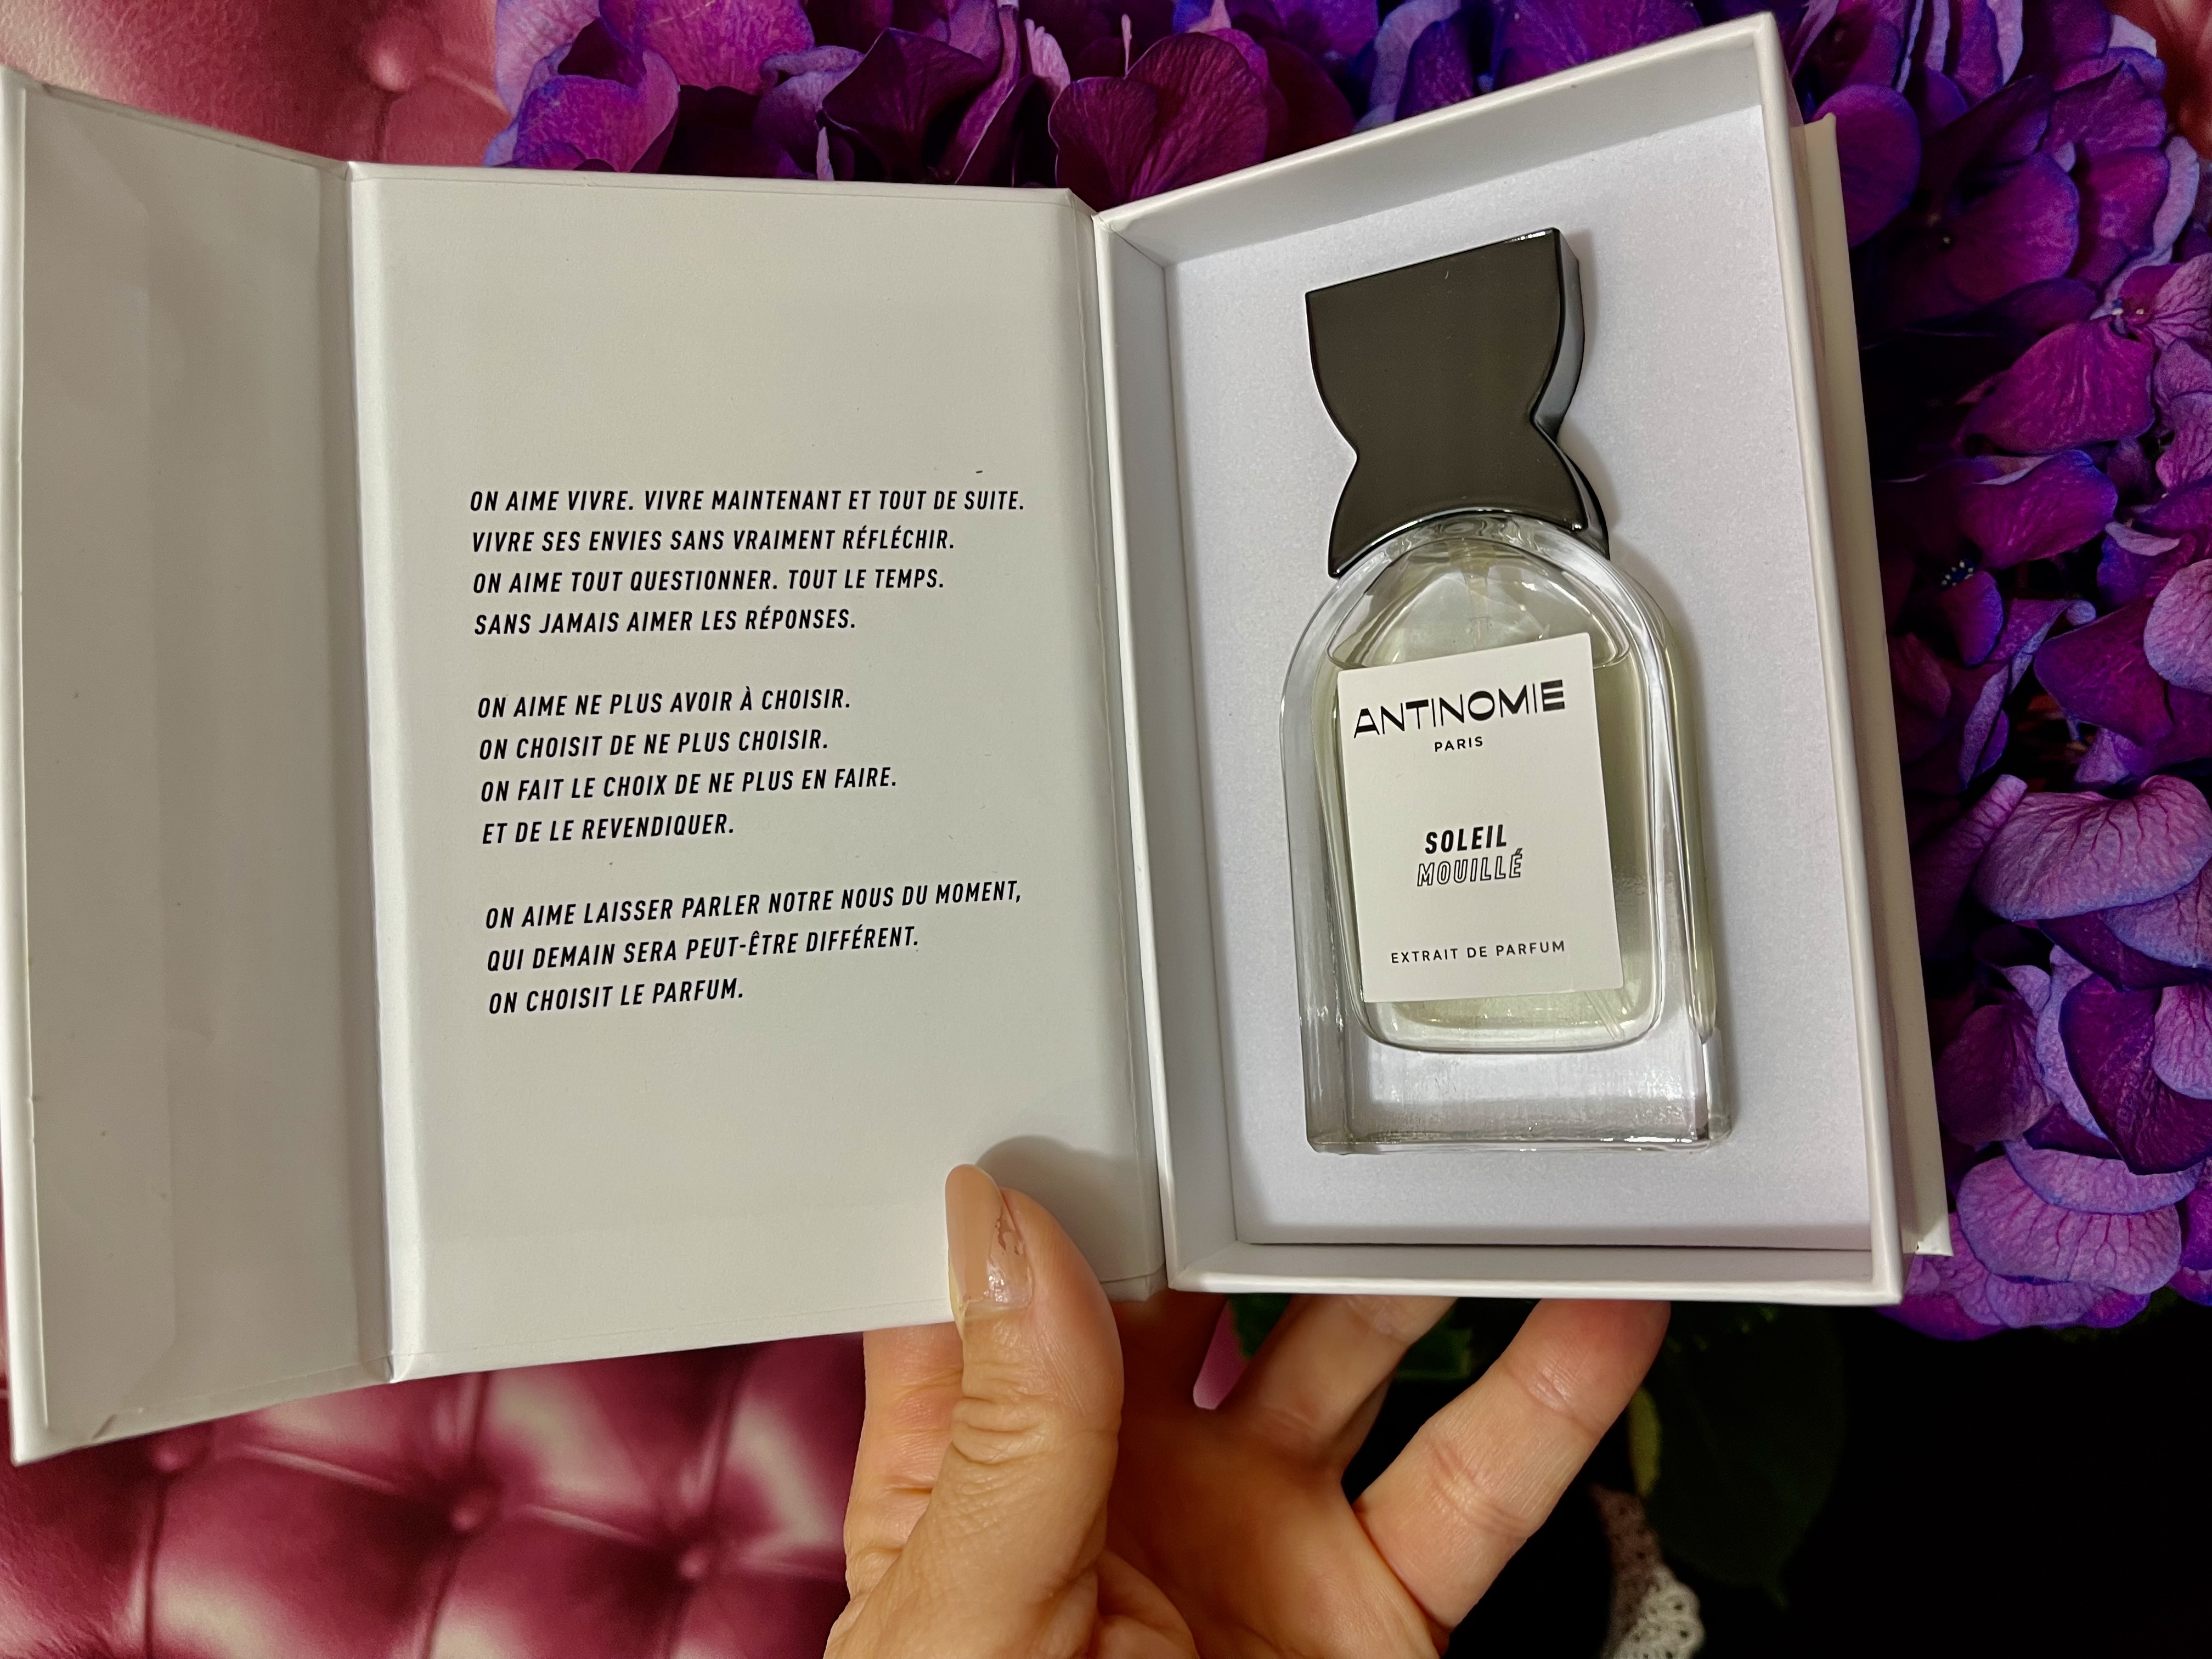 ON AIME VIVRE. VIVRE MAINTENANT ET TOUT DE SUITE.
VIVRE SES ENVIES SANS VRAIMENT RÉFLÉCHIR.
ON AIME TOUT QUESTIONNER. TOUT LE TEMPS.
SANS JAMAIS AIMER LES RÉPONSES.
ON AIME NE PLUS AVOIR À CHOISIR.
ON CHOISIT DE NE PLUS CHOISIR.
ON FAIT LE CHOIX DE NE PLUS EN FAIRE.
ET DE LE REVENDIQUER.
ON AIME LAISSER PARLER NOTRE NOUS DU MOMENT,
QUI DEMAIN SERA PEUT-ÊTRE DIFFÉRENT.
ON CHOISIT LE PARFUM.
ANTINOMIE
PARIS
SOLEIL
MOUILLÉ
EXTRAIT DE PARFUM